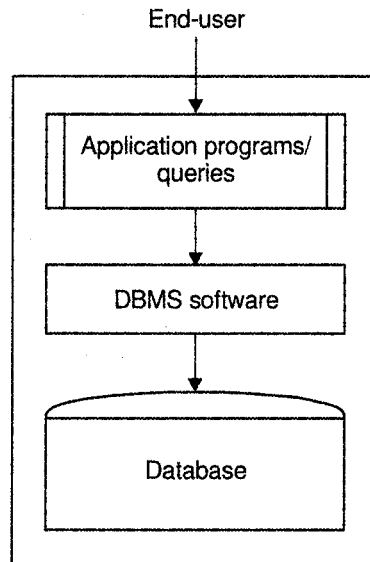 End-user
Application programs/
queries
DBMS software
Database